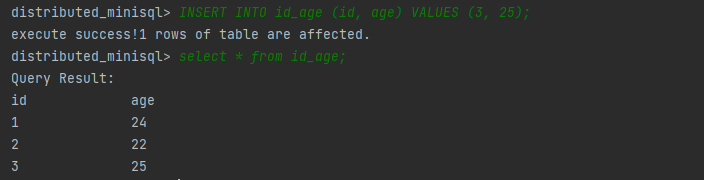 distributed_minisql> INSERT INTO id_age (id, age) VALUES (3, 25);
execute success!1 rows of table are affected.
distributed_minisql> select * from id_age;
Query Result:
id age
1 24
2 22
3 25